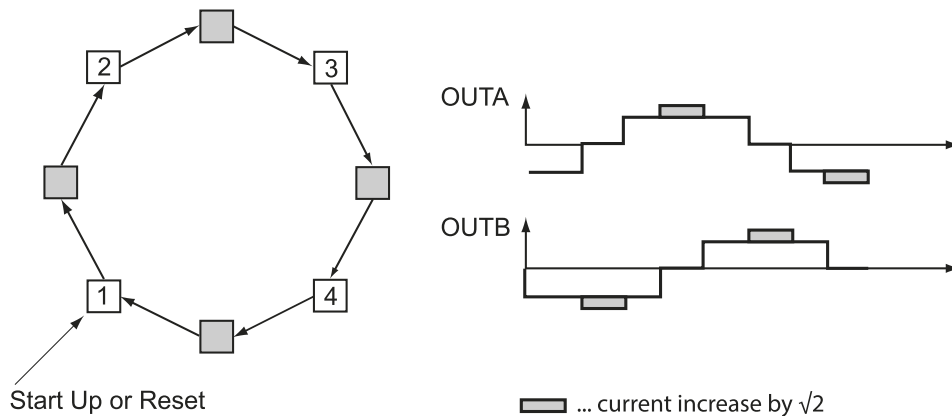 2
3
1
4
Start Up or Reset
OUTA
OUTB
... current increase by √2